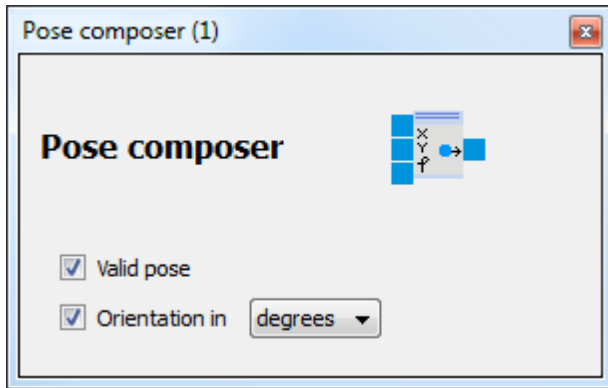 Pose composer (1)
Pose composer
X
Y
φ
Valid pose
Orientation in degrees